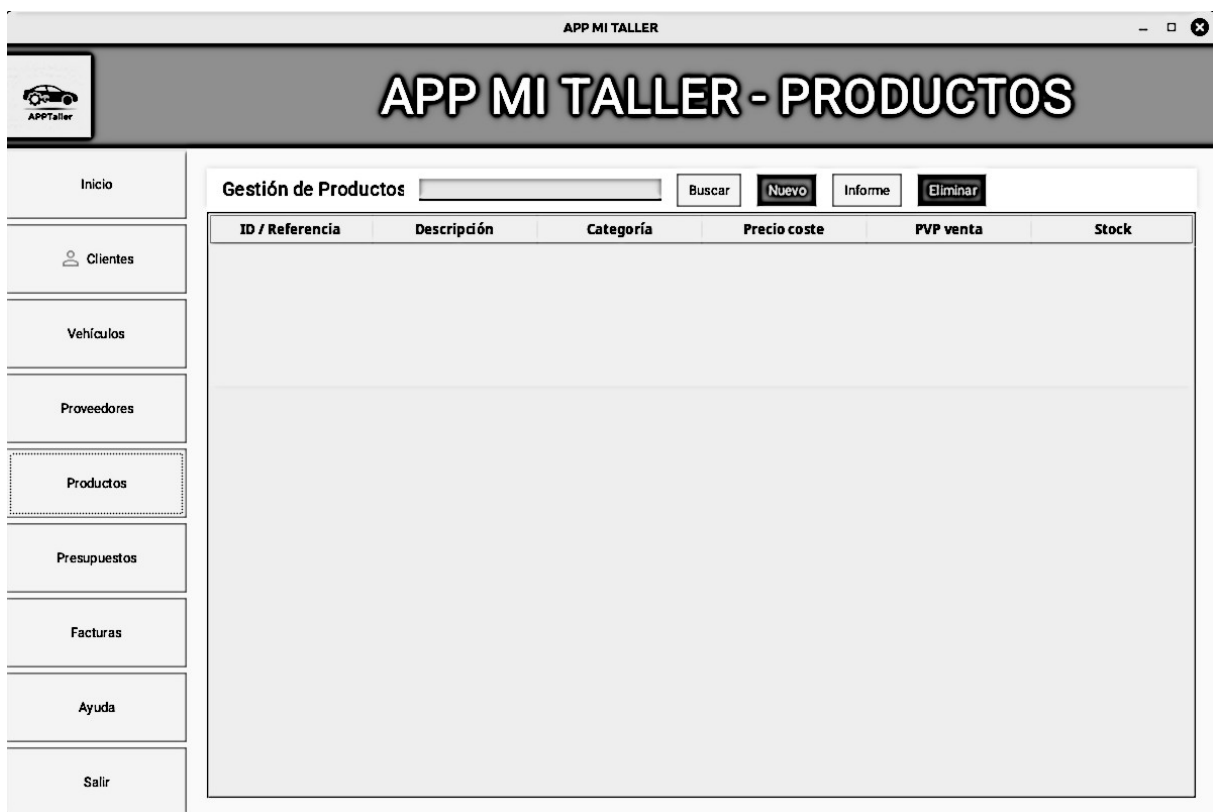 APP MI TALLER
APPTaller
APP MI TALLER - PRODUCTOS
Inicio
Clientes
Vehículos
Proveedores
Productos
Presupuestos
Facturas
Ayuda
Salir
Gestión de Productos Buscar Nuevo Informe Eliminar
ID / Referencia Descripción Categoría Precio coste PVP venta Stock